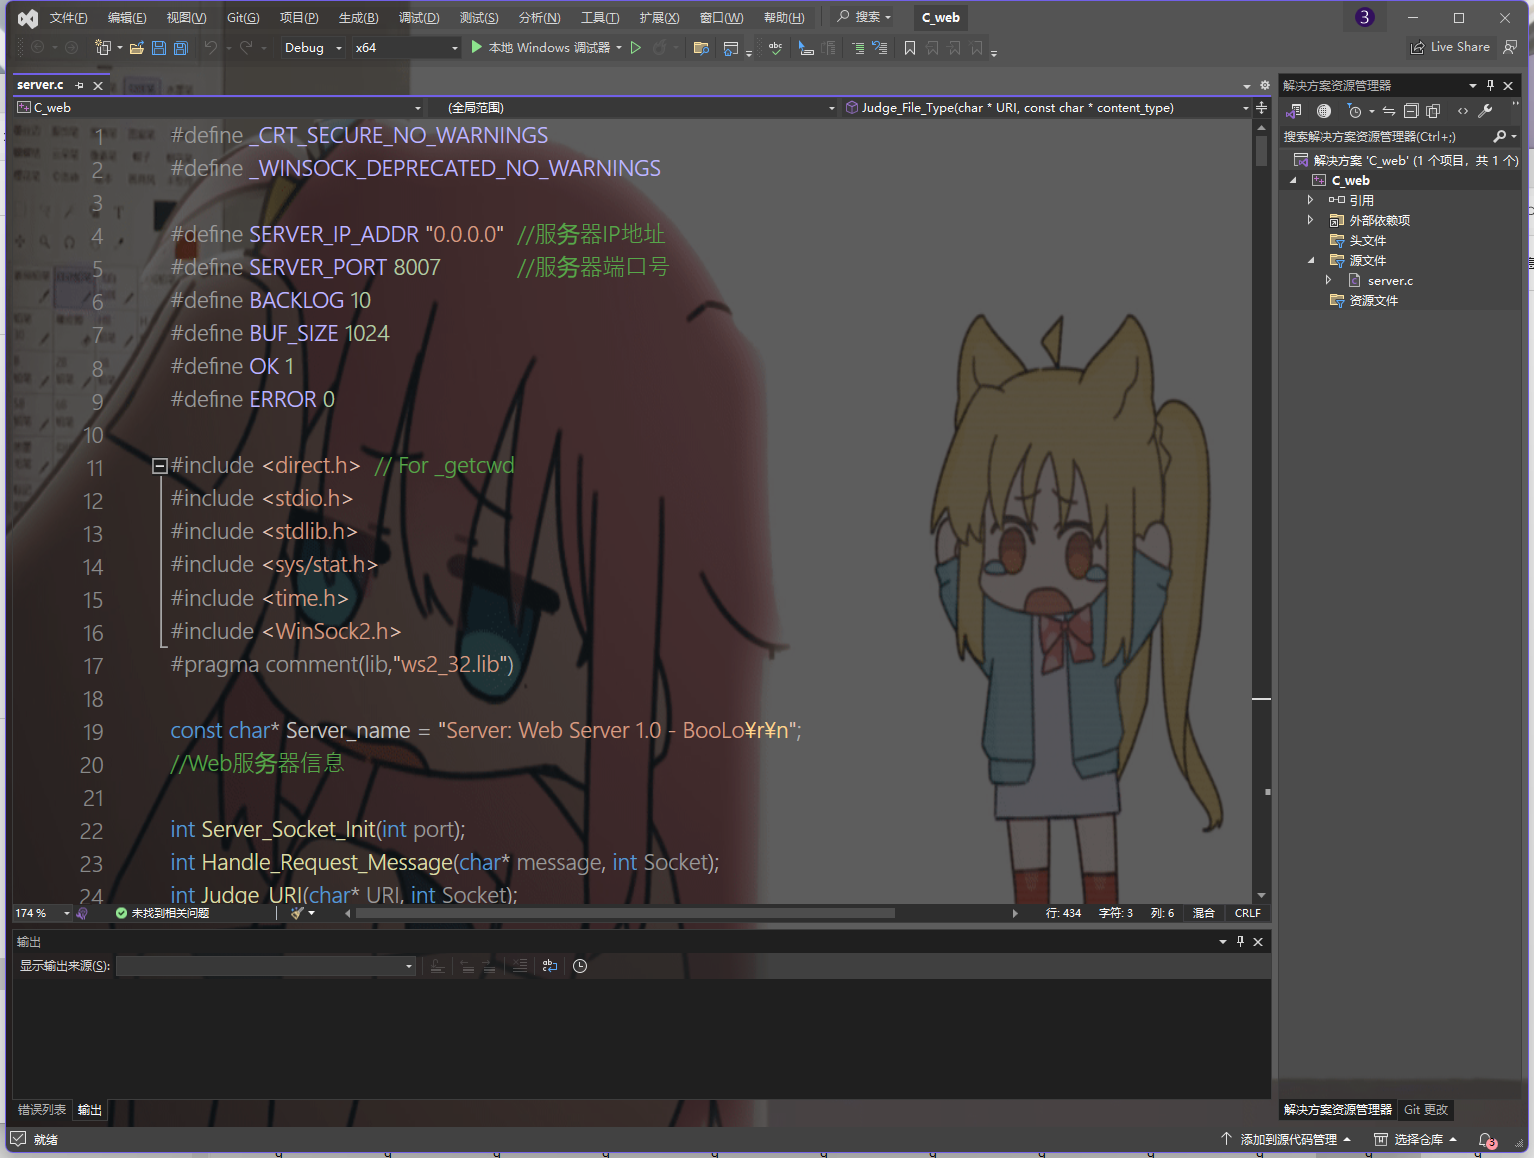 文件(F) 编辑(E) 视图(V) Git(G) 项目(P) 生成(B) 调试(D) 测试(S) 分析(N) 工具(T) 扩展(X) 窗口(W) 帮助(H) 搜索 C_web 3
Debug x64 本地 Windows 调试器 Live Share
server.c
C_web (全局范围) Judge_File_Type(char * URI, const char * content_type)
1 #define _CRT_SECURE_NO_WARNINGS
2 #define _WINSOCK_DEPRECATED_NO_WARNINGS
3
4 #define SERVER_IP_ADDR "0.0.0.0" //服务器IP地址
5 #define SERVER_PORT 8007 //服务器端口号
6 #define BACKLOG 10
7 #define BUF_SIZE 1024
8 #define OK 1
9 #define ERROR 0
10
11 #include <direct.h> // For _getcwd
12 #include <stdio.h>
13 #include <stdlib.h>
14 #include <sys/stat.h>
15 #include <time.h>
16 #include <WinSock2.h>
17 #pragma comment(lib,"ws2_32.lib")
18
19 const char* Server_name = "Server: Web Server 1.0 - BooLo¥r¥n";
20 //Web服务器信息
21
22 int Server_Socket_Init(int port);
23 int Handle_Request_Message(char* message, int Socket);
24 int Judge_URI(char* URI, int Socket);
174 % 未找到相关问题 行: 434 字符: 3 列: 6 混合 CRLF
输出
显示输出来源(S):
错误列表 输出
解决方案资源管理器
搜索解决方案资源管理器(Ctrl+;)
解决方案 'C_web' (1 个项目，共 1 个)
C_web
引用
外部依赖项
头文件
源文件
server.c
资源文件
解决方案资源管理器 Git 更改
就绪 添加到源代码管理 选择仓库 3